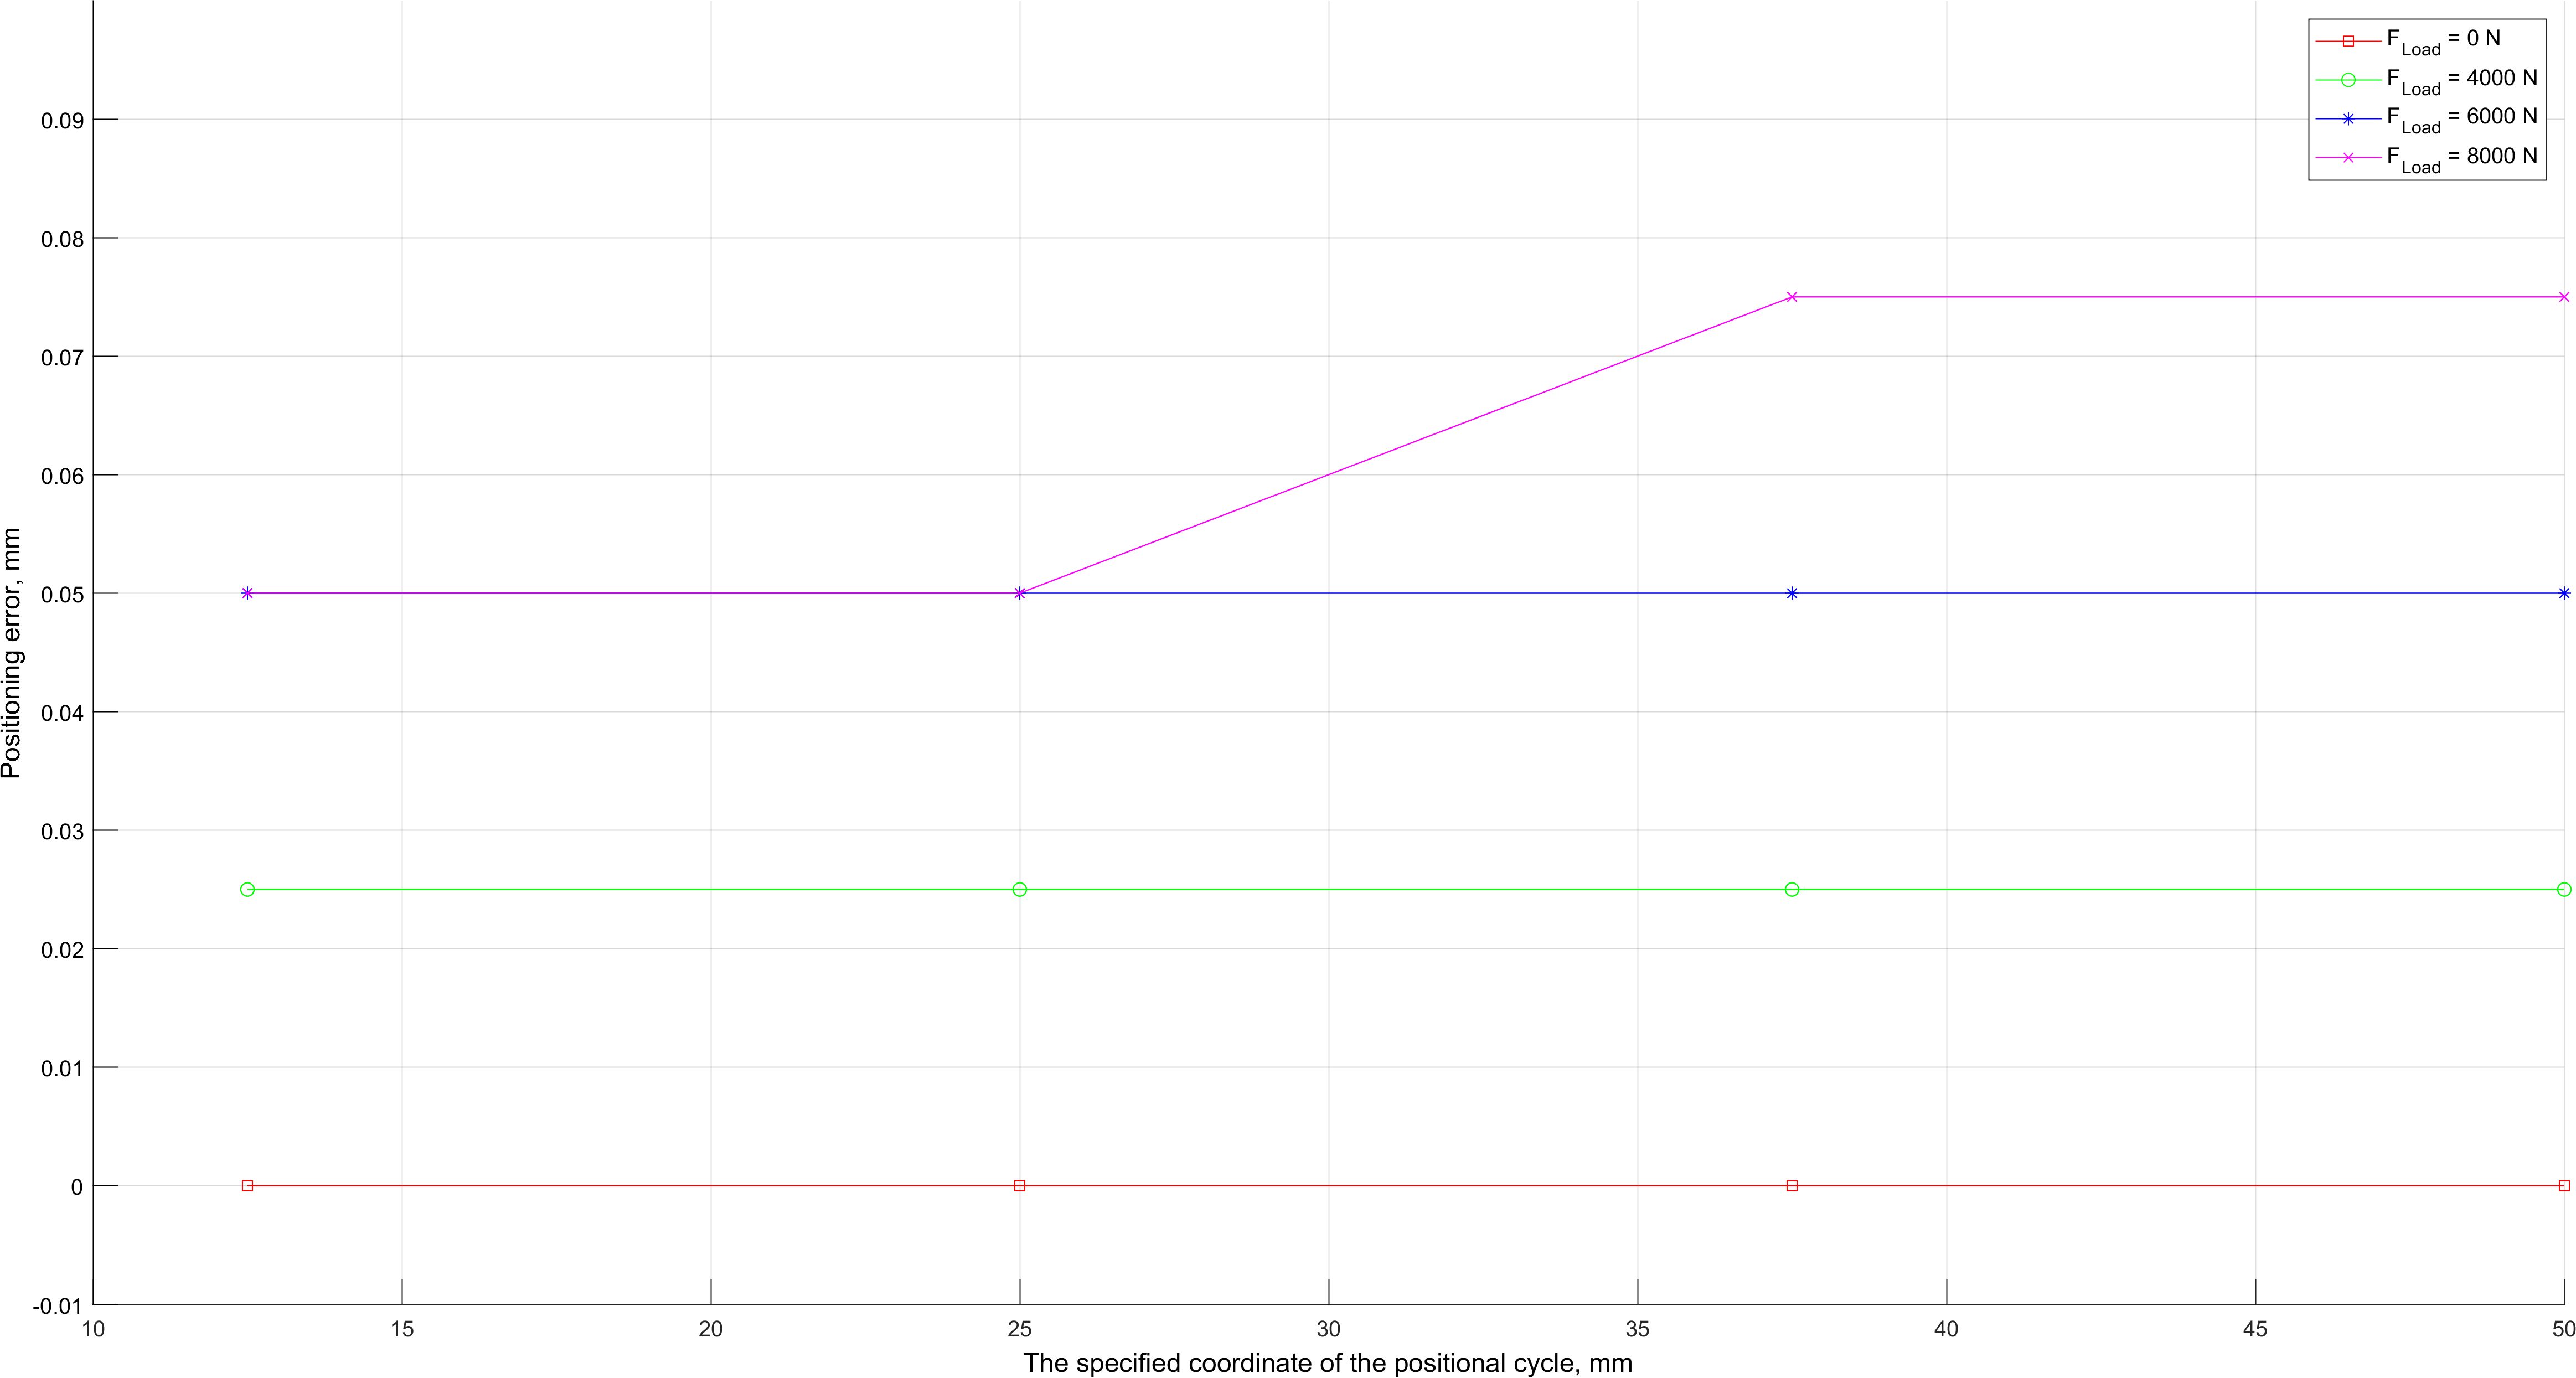 F_Load = 0 N
F_Load = 4000 N
F_Load = 6000 N
F_Load = 8000 N
0.09
0.08
0.07
0.06
0.05
0.04
0.03
0.02
0.01
0
-0.01
Positioning error, mm
10 15 20 25 30 35 40 45 50
The specified coordinate of the positional cycle, mm